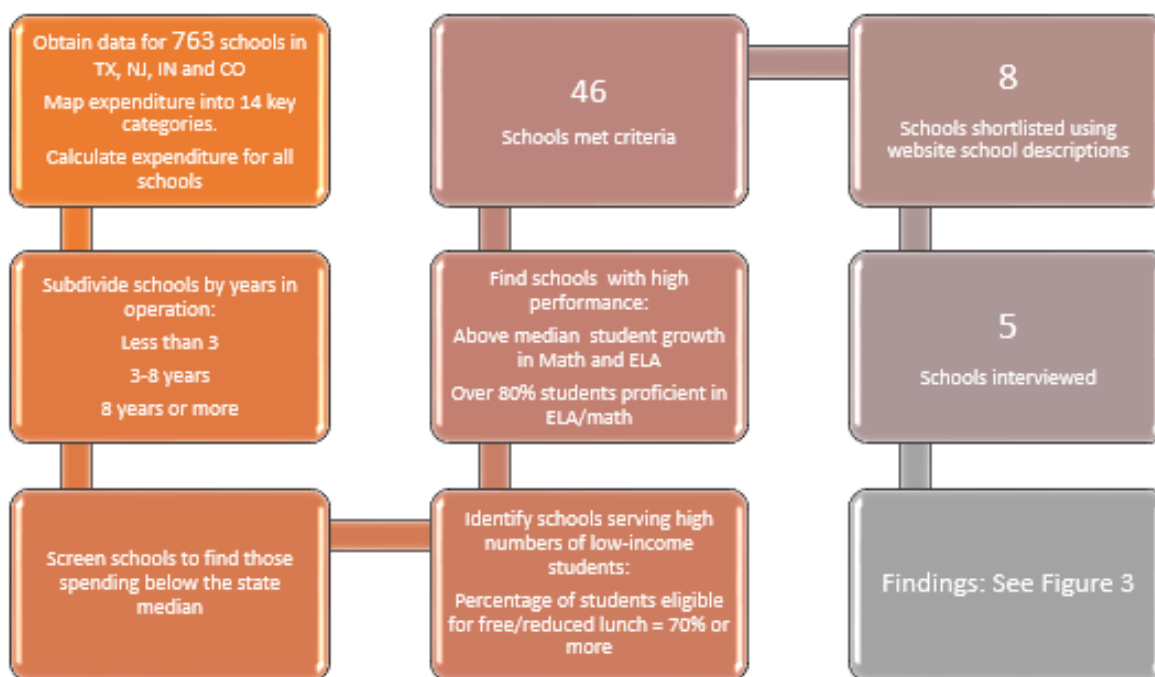 Obtain data for 763 schools in
TX, NJ, IN and CO
Map expenditure into 14 key
categories.
Calculate expenditure for all
schools
Subdivide schools by years in
operation:
Less than 3
3-8 years
8 years or more
Screen schools to find those
spending below the state
median
Identify schools serving high
numbers of low-income
students:
Percentage of students eligible
for free/reduced lunch = 70% or
more
Find schools with high
performance:
Above median student growth
in Math and ELA
Over 80% students proficient in
ELA/math
46
Schools met criteria
8
Schools shortlisted using
website school descriptions
5
Schools interviewed
Findings: See Figure 3